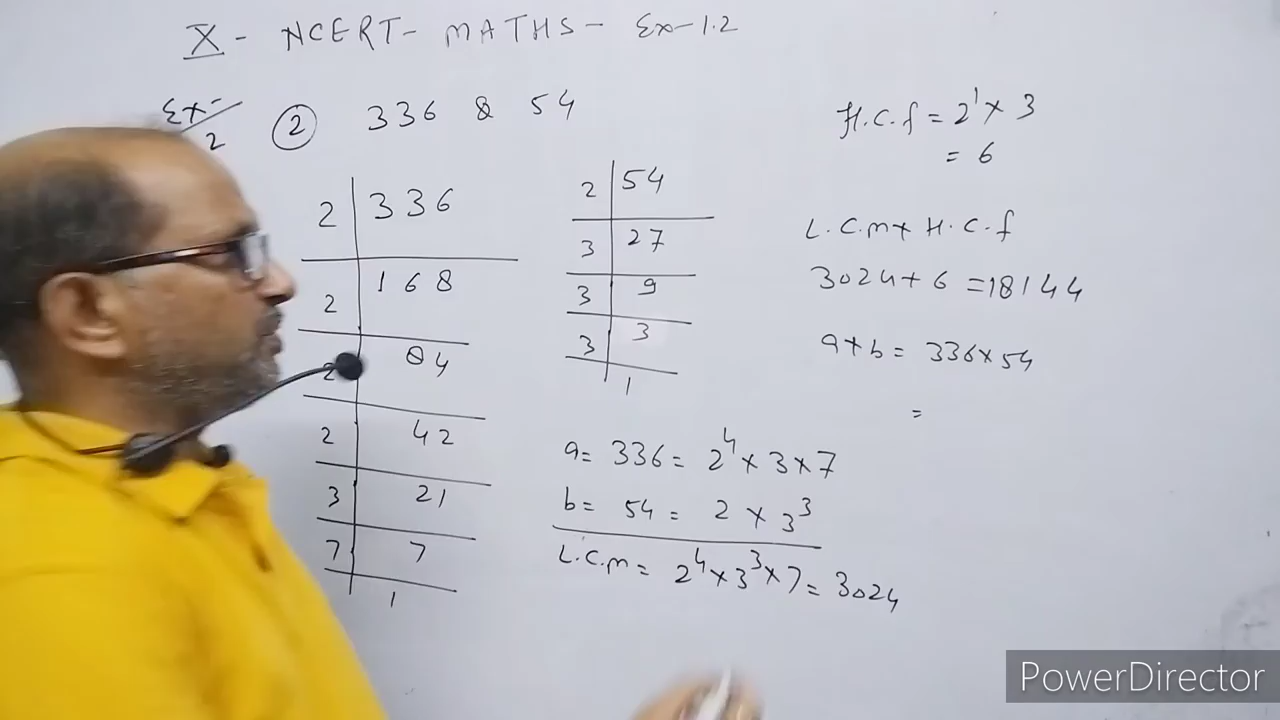 X - NCERT - MATHS - Ex-1.2
Ex-/2 ② 336 & 54
2 | 336
2 | 168
2 | 84
2 | 42
3 | 21
7 | 7
1
2 | 54
3 | 27
3 | 9
3 | 3
1
a = 336 = 2⁴ × 3 × 7
b = 54 = 2 × 3³
L.C.m = 2⁴ × 3³ × 7 = 3024
H.C.f = 2¹ × 3
= 6
L.C.m × H.C.f
3024 × 6 = 18144
a × b = 336 × 54
=
PowerDirector